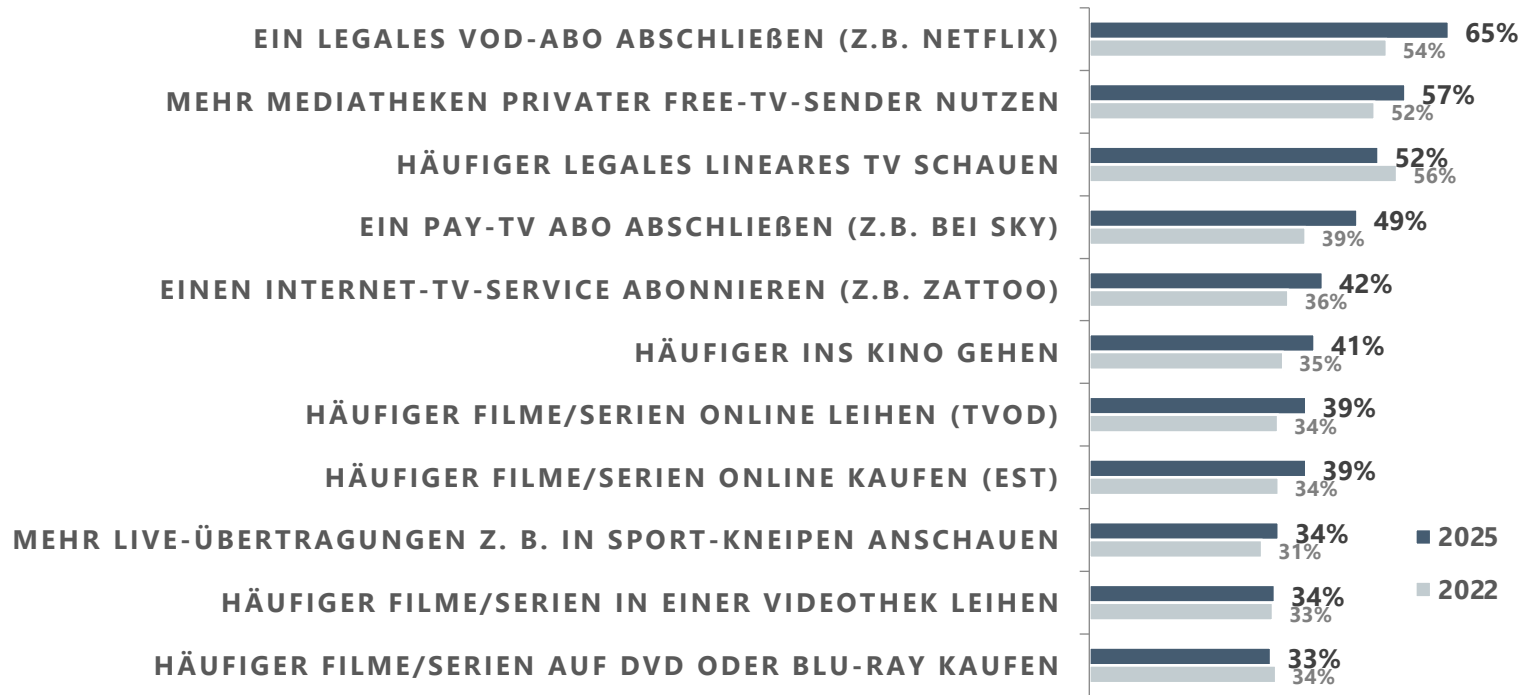 EIN LEGALES VOD-ABO ABSCHLIEßEN (Z.B. NETFLIX) 65%
54%
MEHR MEDIATHEKEN PRIVATER FREE-TV-SENDER NUTZEN 57%
52%
HÄUFIGER LEGALES LINEARES TV SCHAUEN 52%
56%
EIN PAY-TV ABO ABSCHLIEßEN (Z.B. BEI SKY) 49%
39%
EINEN INTERNET-TV-SERVICE ABONNIEREN (Z.B. ZATTOO) 42%
36%
HÄUFIGER INS KINO GEHEN 41%
35%
HÄUFIGER FILME/SERIEN ONLINE LEIHEN (TVOD) 39%
34%
HÄUFIGER FILME/SERIEN ONLINE KAUFEN (EST) 39%
34%
MEHR LIVE-ÜBERTRAGUNGEN Z. B. IN SPORT-KNEIPEN ANSCHAUEN 34%
31%
2025
HÄUFIGER FILME/SERIEN IN EINER VIDEOTHEK LEIHEN 34%
33%
2022
HÄUFIGER FILME/SERIEN AUF DVD ODER BLU-RAY KAUFEN 33%
34%